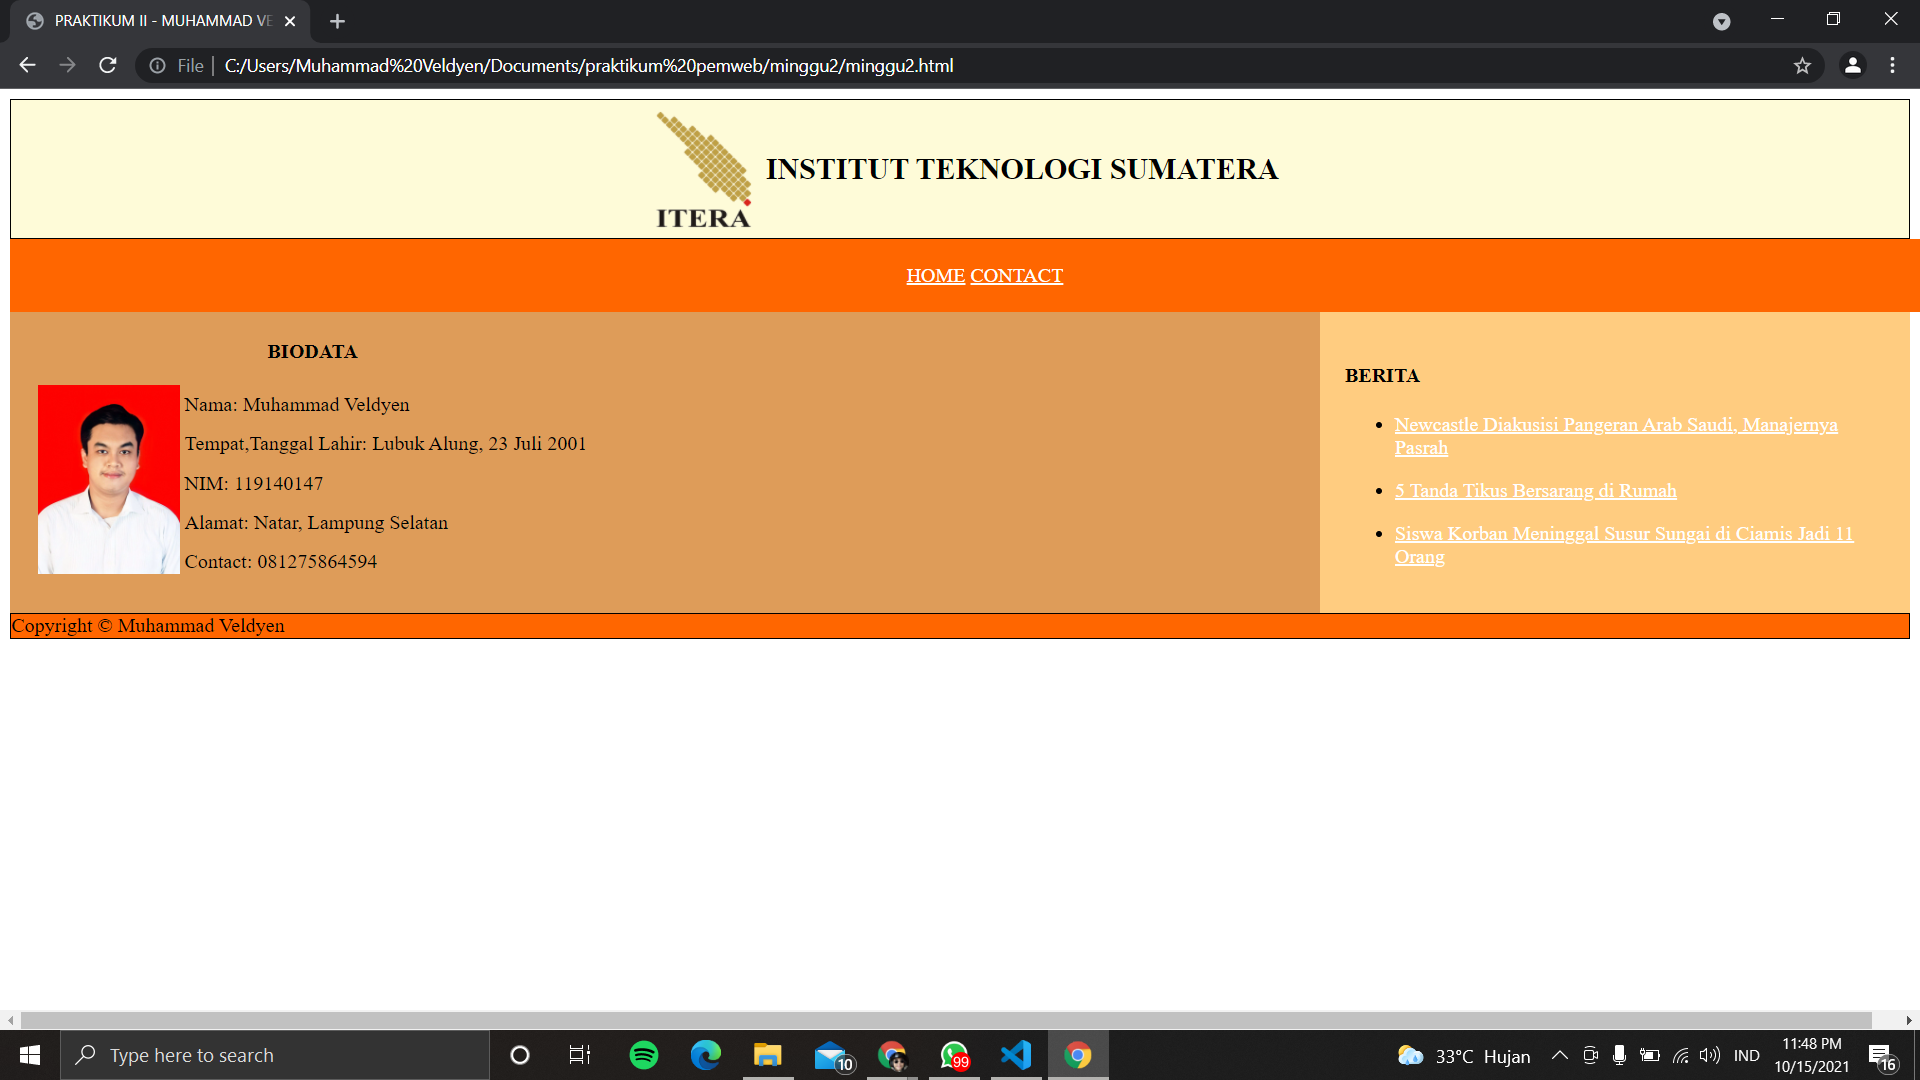 PRAKTIKUM II - MUHAMMAD VE
File
C:/Users/Muhammad%20Veldyen/Documents/praktikum%20pemweb/minggu2/minggu2.html
ITERA
INSTITUT TEKNOLOGI SUMATERA
HOME CONTACT
BIODATA
Nama: Muhammad Veldyen
Tempat,Tanggal Lahir: Lubuk Alung, 23 Juli 2001
NIM: 119140147
Alamat: Natar, Lampung Selatan
Contact: 081275864594
BERITA
Newcastle Diakusisi Pangeran Arab Saudi, Manajernya
Pasrah
5 Tanda Tikus Bersarang di Rumah
Siswa Korban Meninggal Susur Sungai di Ciamis Jadi 11
Orang
Copyright © Muhammad Veldyen
Type here to search
10
99
33°C Hujan
IND
11:48 PM
10/15/2021
16